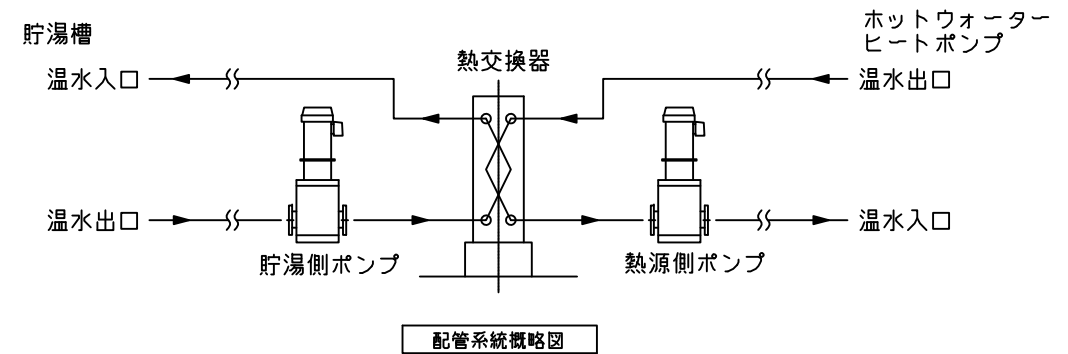 貯湯槽
ホットウォーター
ヒートポンプ
熱交換器
温水入口
温水出口
温水出口
温水入口
貯湯側ポンプ
熱源側ポンプ
配管系統概略図